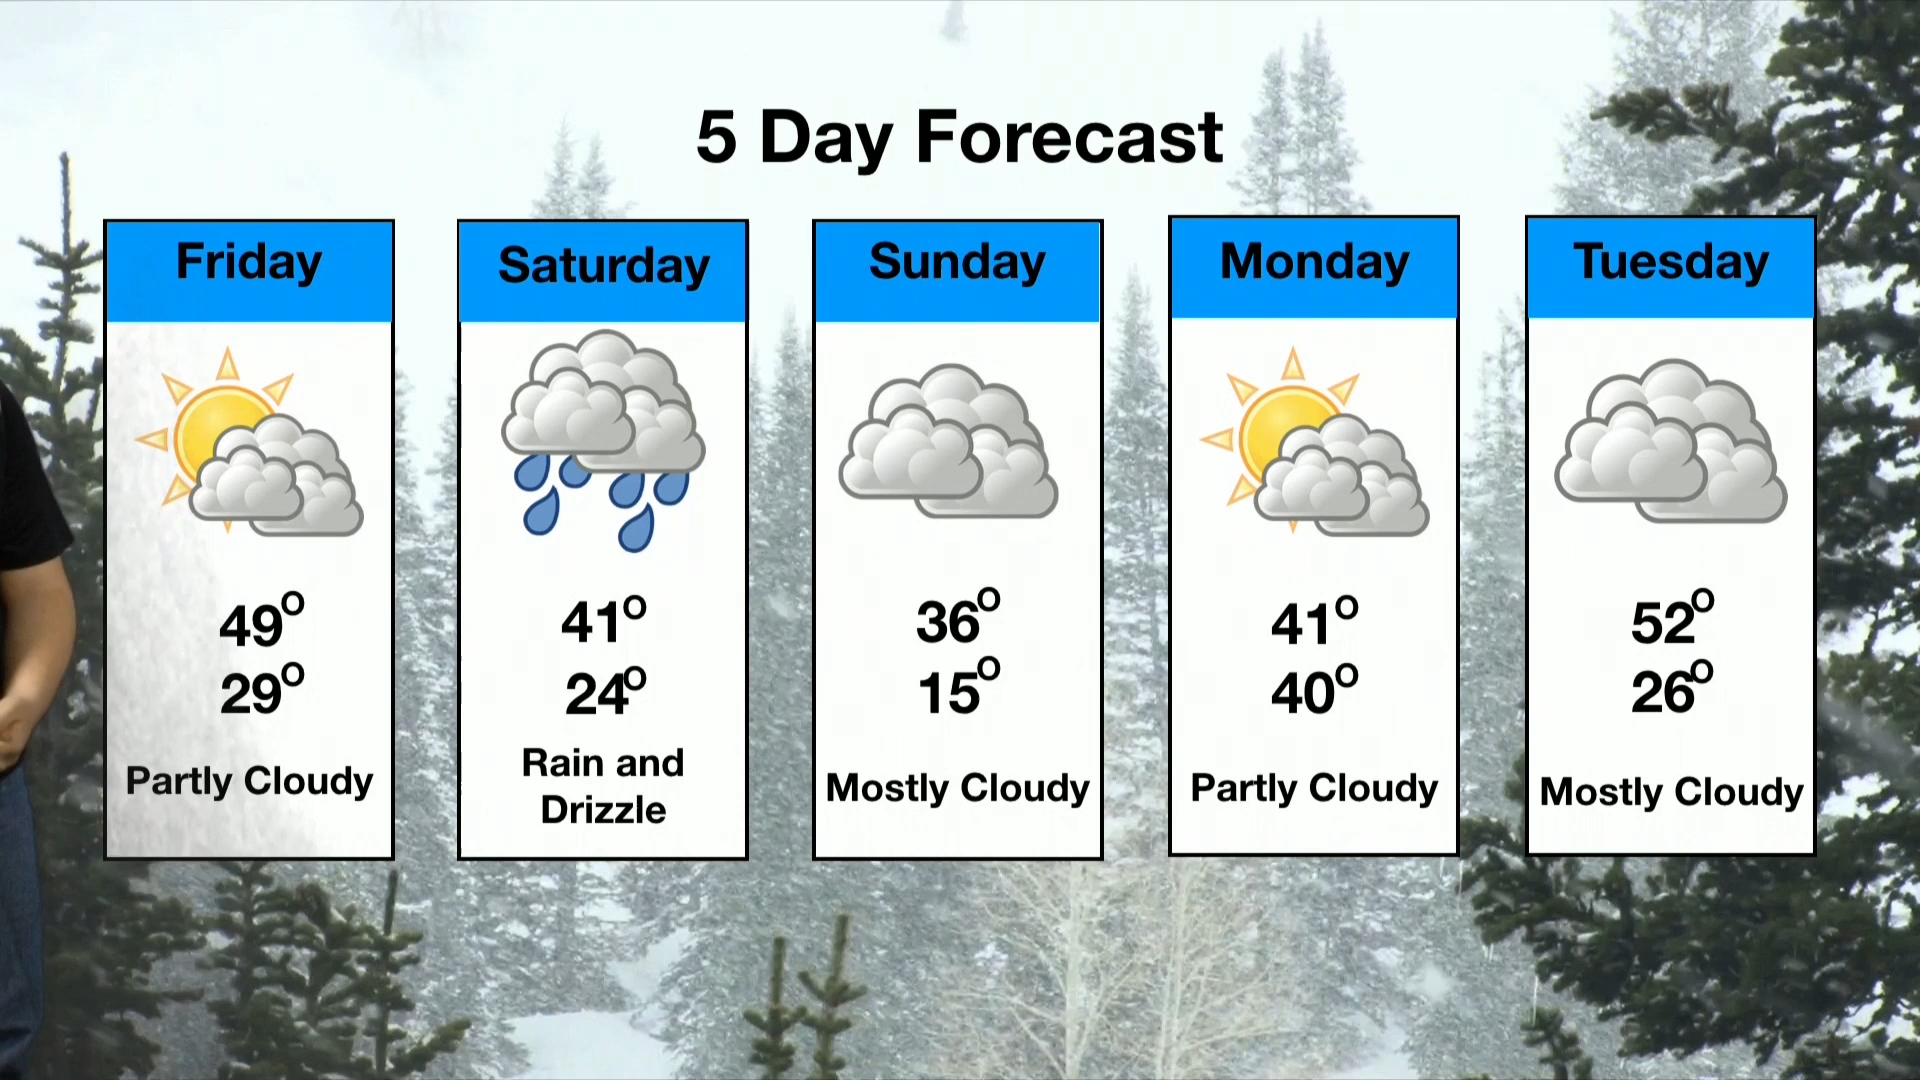 5 Day Forecast
Friday
49°
29°
Partly Cloudy
Saturday
41°
24°
Rain and
Drizzle
Sunday
36°
15°
Mostly Cloudy
Monday
41°
40°
Partly Cloudy
Tuesday
52°
26°
Mostly Cloudy